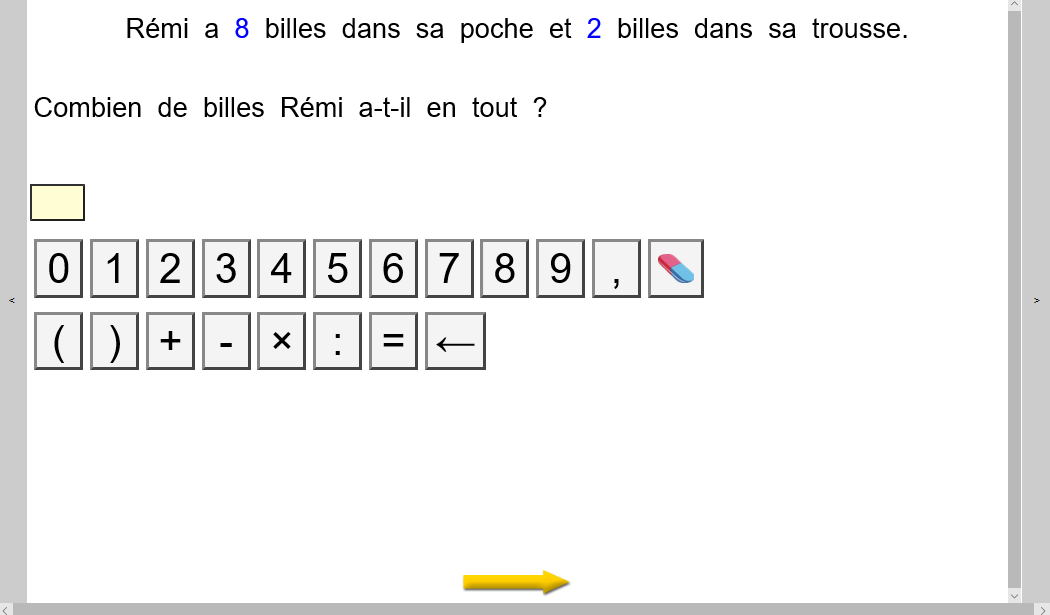 Rémi a 8 billes dans sa poche et 2 billes dans sa trousse.
Combien de billes Rémi a-t-il en tout ?
0 1 2 3 4 5 6 7 8 9 ,
( ) + - × : = ←
< >